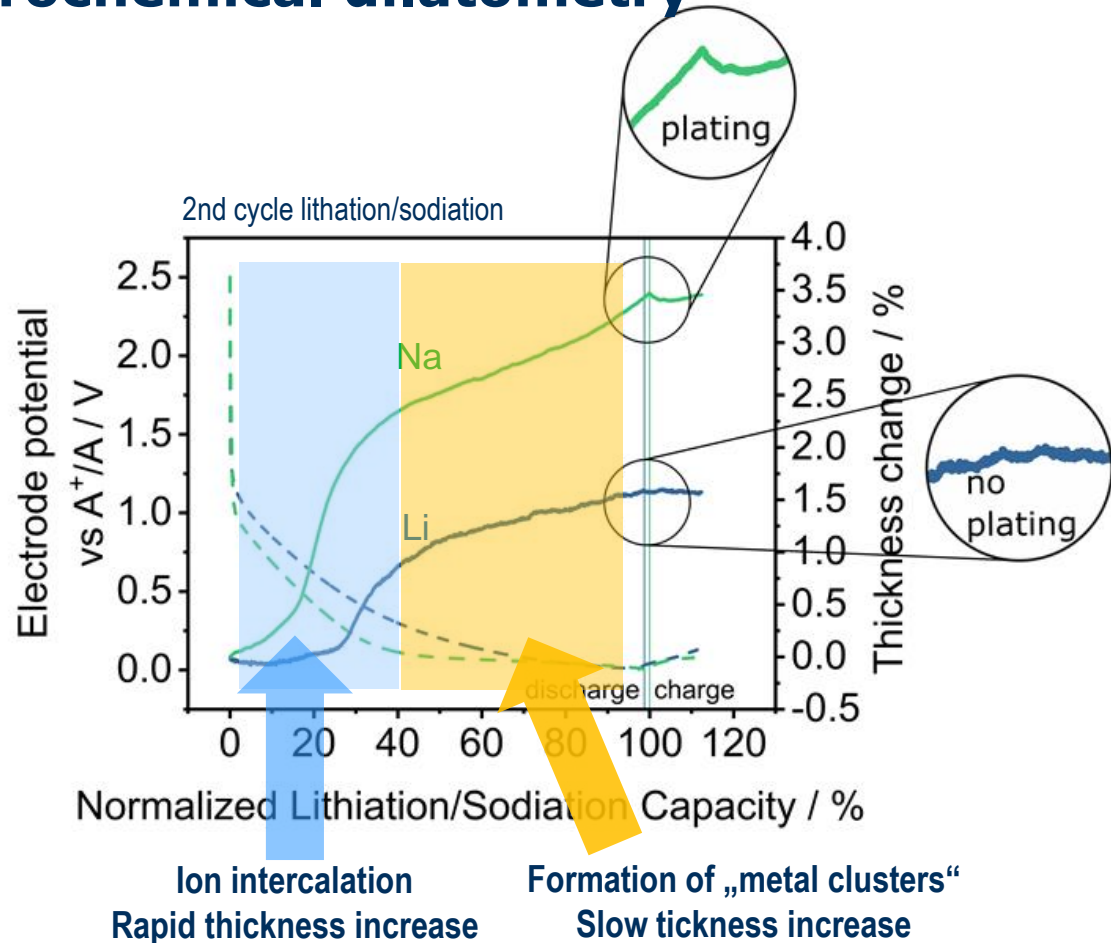 plating
2nd cycle lithation/sodiation
Electrode potential
vs A⁺/A / V
2.5
2.0
1.5
1.0
0.5
0.0
Na
Li
4.0
3.5
3.0
2.5
2.0
1.5
1.0
0.5
0.0
-0.5
Thickness change / %
no
plating
discharge charge
0 20 40 60 80 100 120
Normalized Lithiation/Sodiation Capacity / %
Ion intercalation
Rapid thickness increase
Formation of „metal clusters“
Slow tickness increase